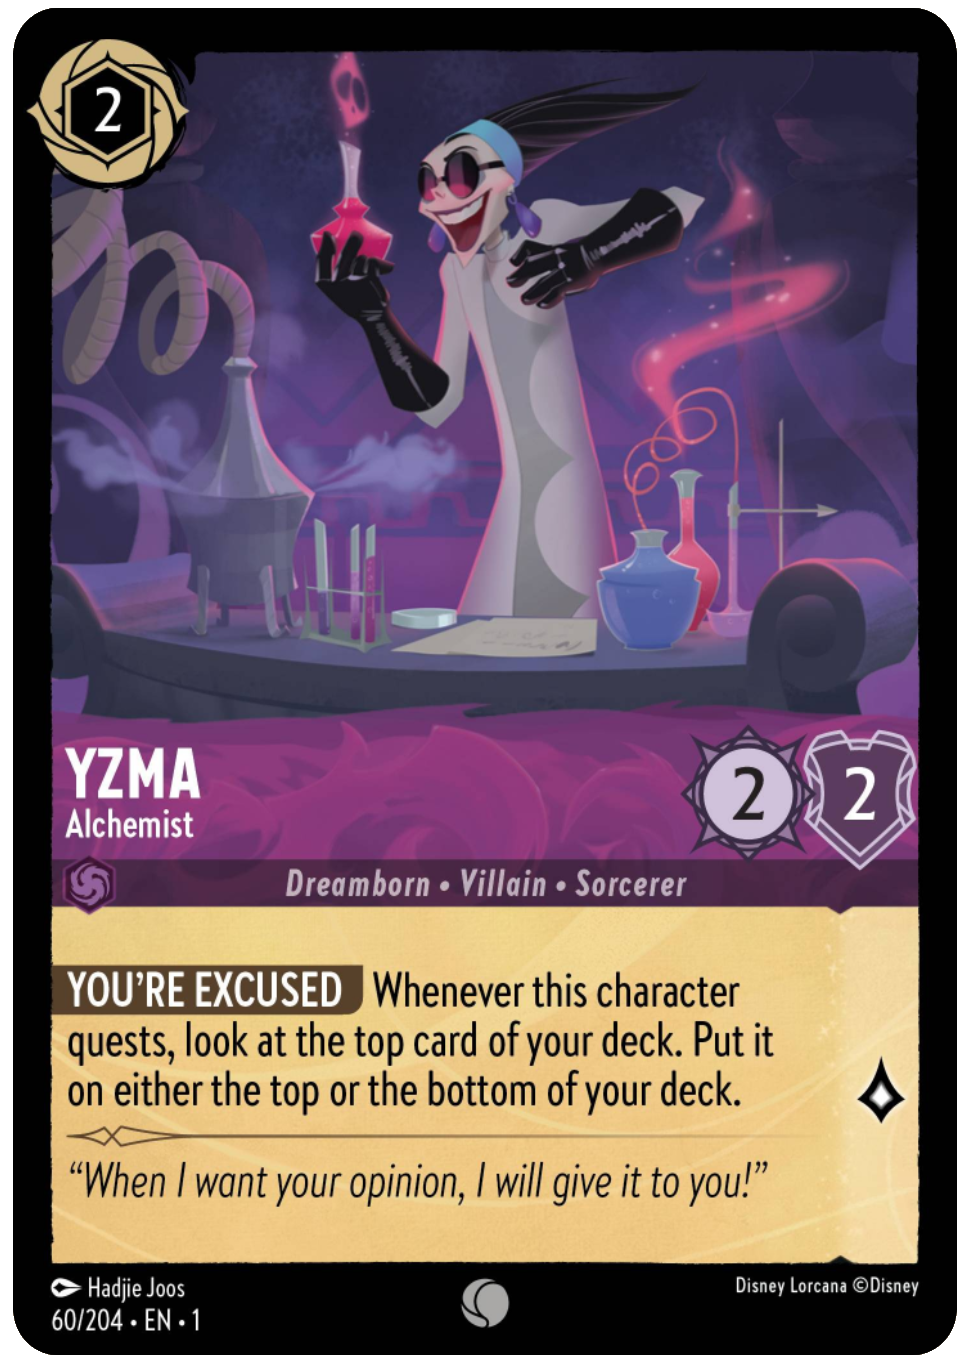 2
YZMA
Alchemist
2 2
Dreamborn • Villain • Sorcerer
YOU'RE EXCUSED Whenever this character
quests, look at the top card of your deck. Put it
on either the top or the bottom of your deck.
“When I want your opinion, I will give it to you!”
Hadjie Joos
60/204 • EN • 1
Disney Lorcana ©Disney